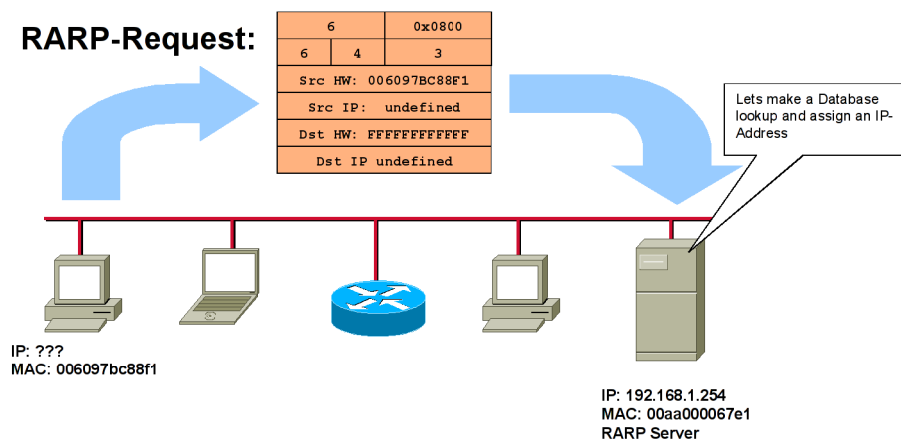 RARP-Request:
6 0x0800
6 4 3
Src HW: 006097BC88F1
Src IP: undefined
Dst HW: FFFFFFFFFFFF
Dst IP undefined
Lets make a Database
lookup and assign an IP-
Address
IP: ???
MAC: 006097bc88f1
IP: 192.168.1.254
MAC: 00aa000067e1
RARP Server